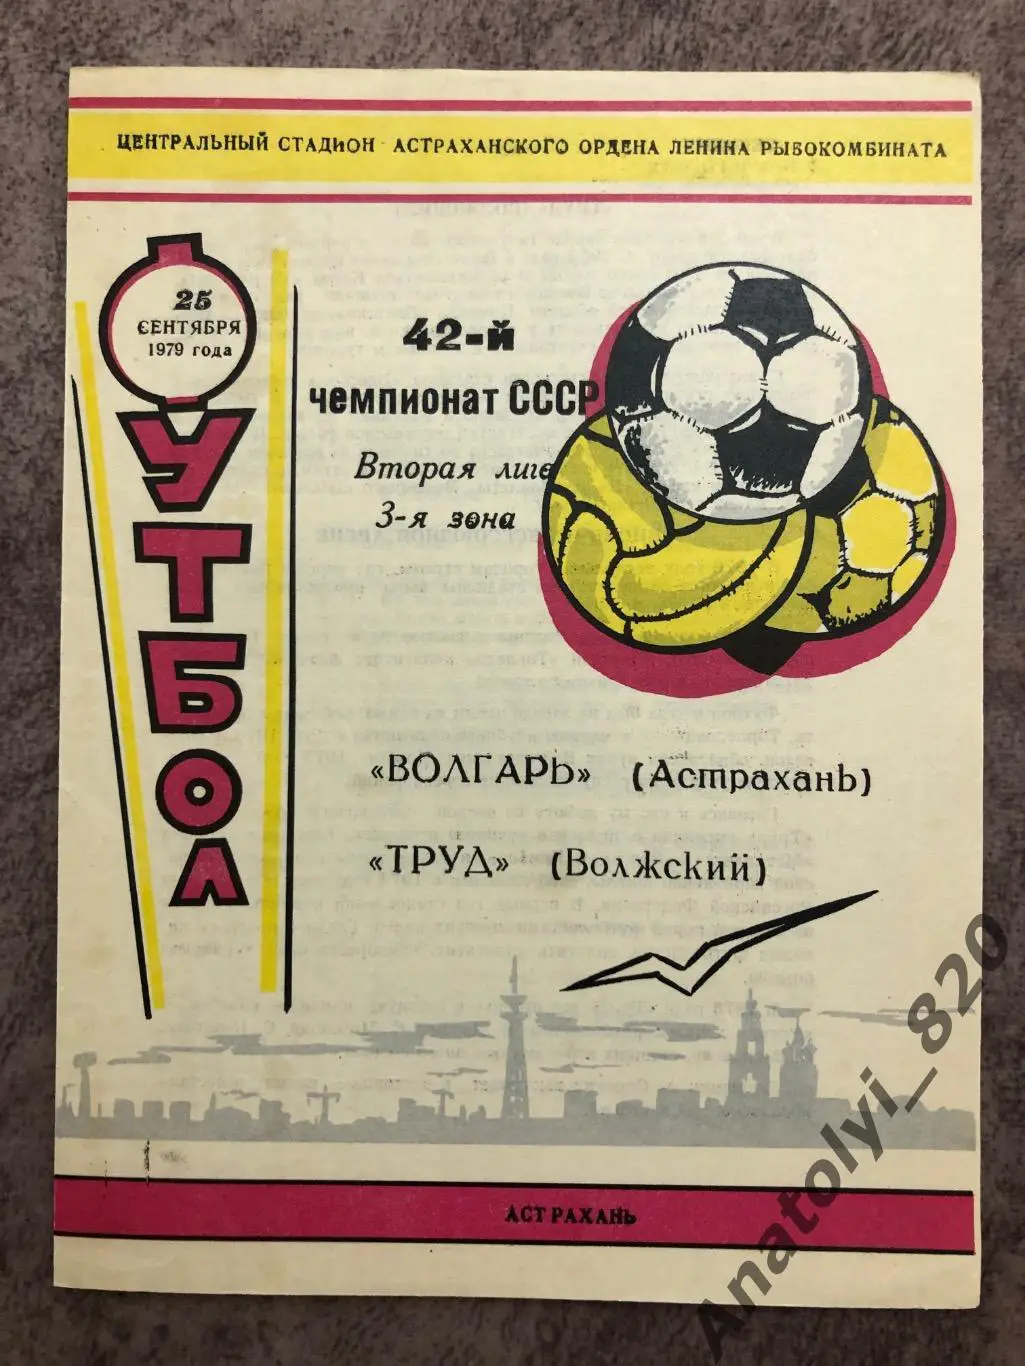 ЦЕНТРАЛЬНЫЙ СТАДИОН АСТРАХАНСКОГО ОРДЕНА ЛЕНИНА РЫБОКОМБИНАТА
25
СЕНТЯБРЯ
1979 года
ФУТБОЛ
42-й
чемпионат СССР
Вторая лига
3-я зона
«ВОЛГАРЬ» (Астрахань)
«ТРУД» (Волжский)
АСТРАХАНЬ
Anatolyi_820